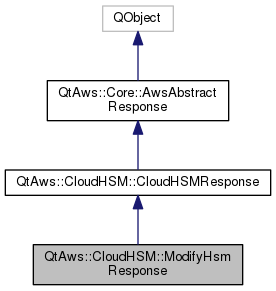 QObject
QtAws::Core::AwsAbstract
Response
QtAws::CloudHSM::CloudHSMResponse
QtAws::CloudHSM::ModifyHsm
Response